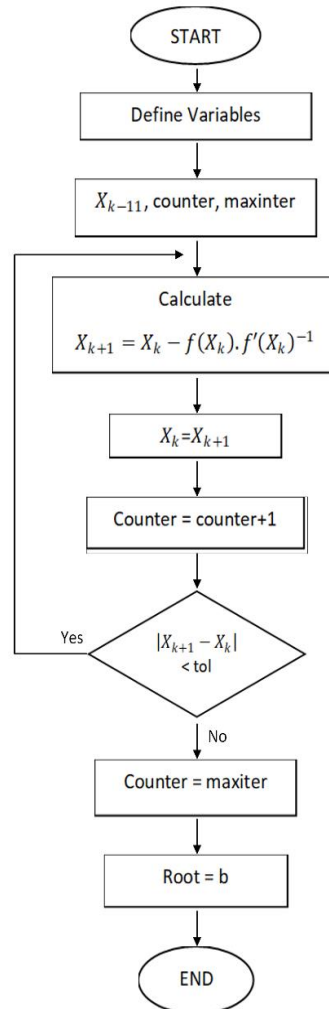 START
Define Variables
$X_{k-11}$, counter, maxinter
Calculate
$X_{k+1} = X_k - f(X_k).f'(X_k)^{-1}$
$X_k$=$X_{k+1}$
Counter = counter+1
Yes
$|X_{k+1} - X_k|$
< tol
No
Counter = maxiter
Root = b
END